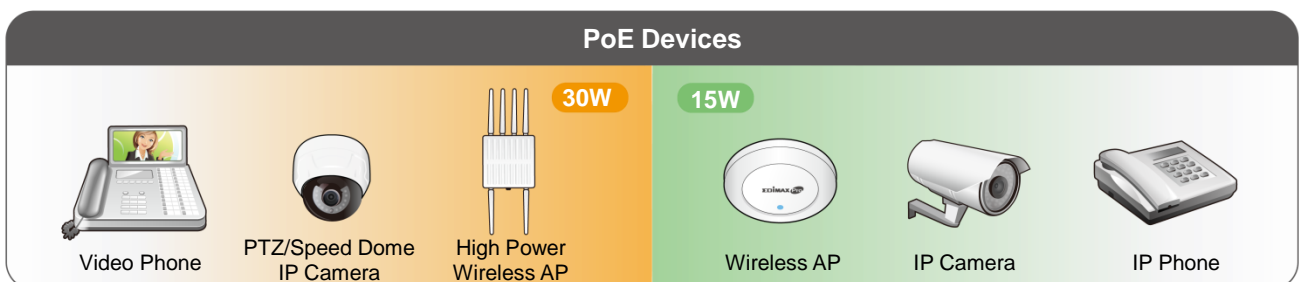 PoE Devices
30W
15W
EDIMAX Pro
Video Phone
PTZ/Speed Dome
IP Camera
High Power
Wireless AP
Wireless AP
IP Camera
IP Phone